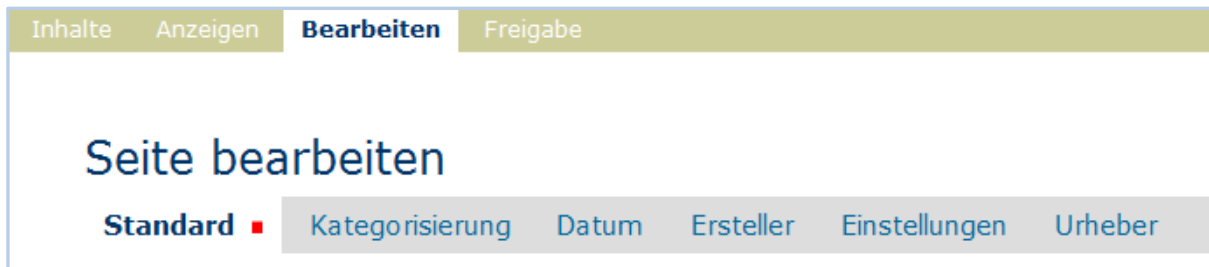 Inhalte Anzeigen Bearbeiten Freigabe
Seite bearbeiten
Standard Kategorisierung Datum Ersteller Einstellungen Urheber